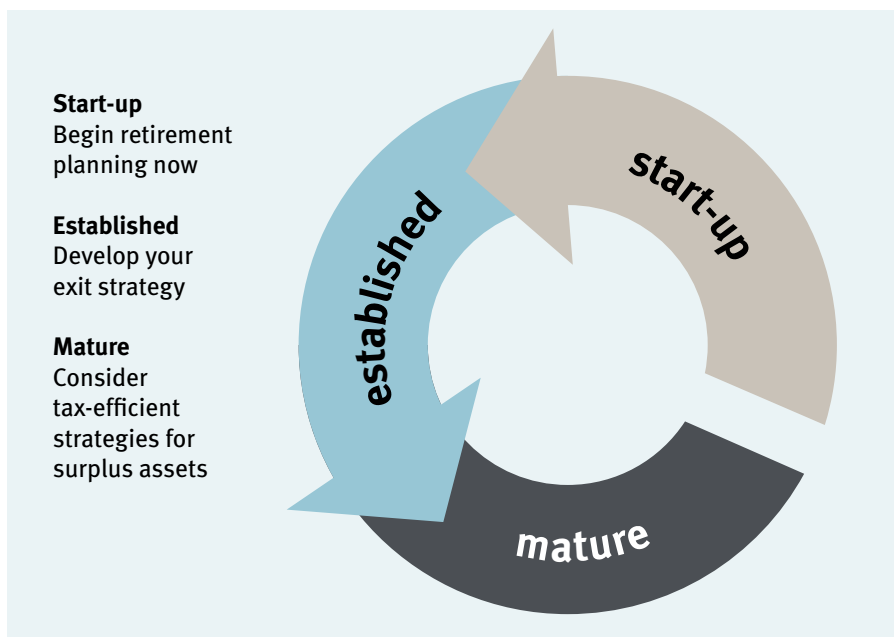 Start-up
Begin retirement
planning now
Established
Develop your
exit strategy
Mature
Consider
tax-efficient
strategies for
surplus assets
start-up
established
mature